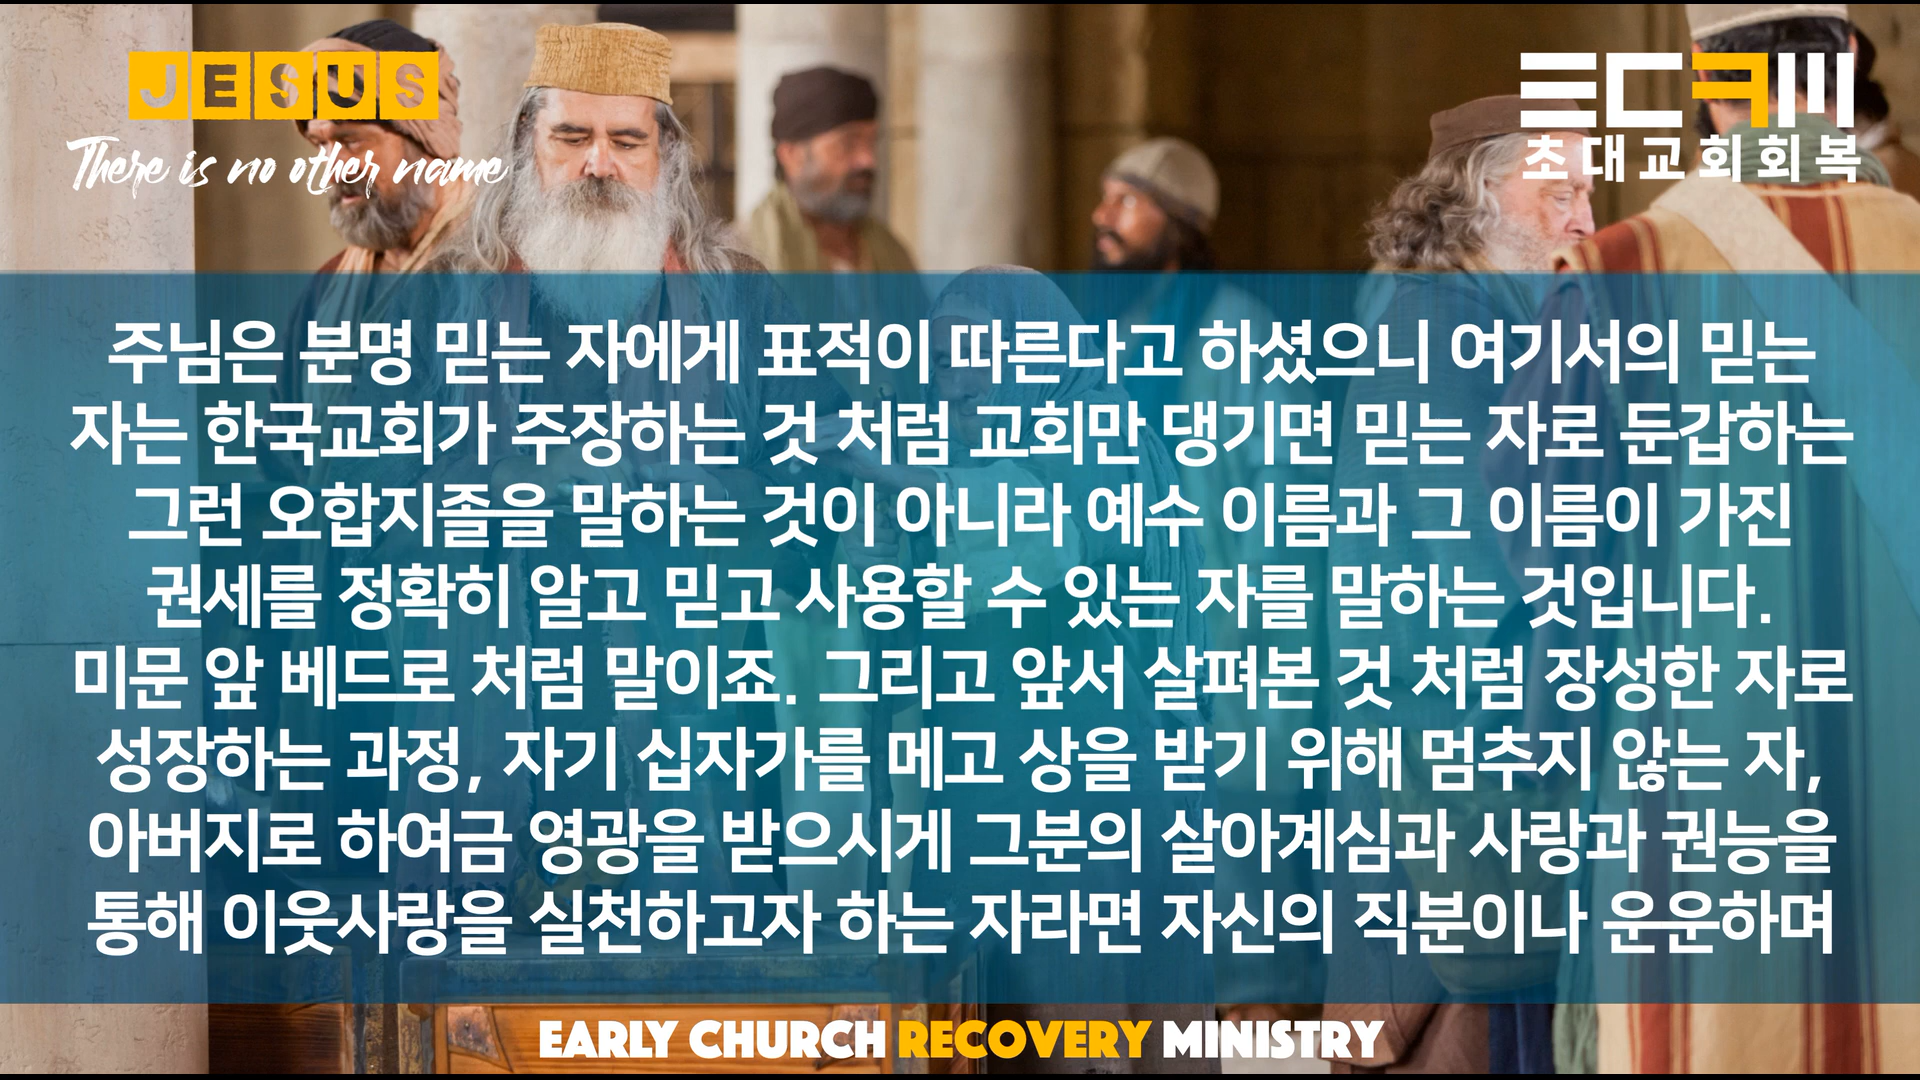 JESUS
There is no other name
ㅌㄷㅋㅆ
초대교회회복
주님은 분명 믿는 자에게 표적이 따른다고 하셨으니 여기서의 믿는
자는 한국교회가 주장하는 것 처럼 교회만 댕기면 믿는 자로 둔갑하는
그런 오합지졸을 말하는 것이 아니라 예수 이름과 그 이름이 가진
권세를 정확히 알고 믿고 사용할 수 있는 자를 말하는 것입니다.
미문 앞 베드로 처럼 말이죠. 그리고 앞서 살펴본 것 처럼 장성한 자로
성장하는 과정, 자기 십자가를 메고 상을 받기 위해 멈추지 않는 자,
아버지로 하여금 영광을 받으시게 그분의 살아계심과 사랑과 권능을
통해 이웃사랑을 실천하고자 하는 자라면 자신의 직분이나 운운하며
EARLY CHURCH RECOVERY MINISTRY